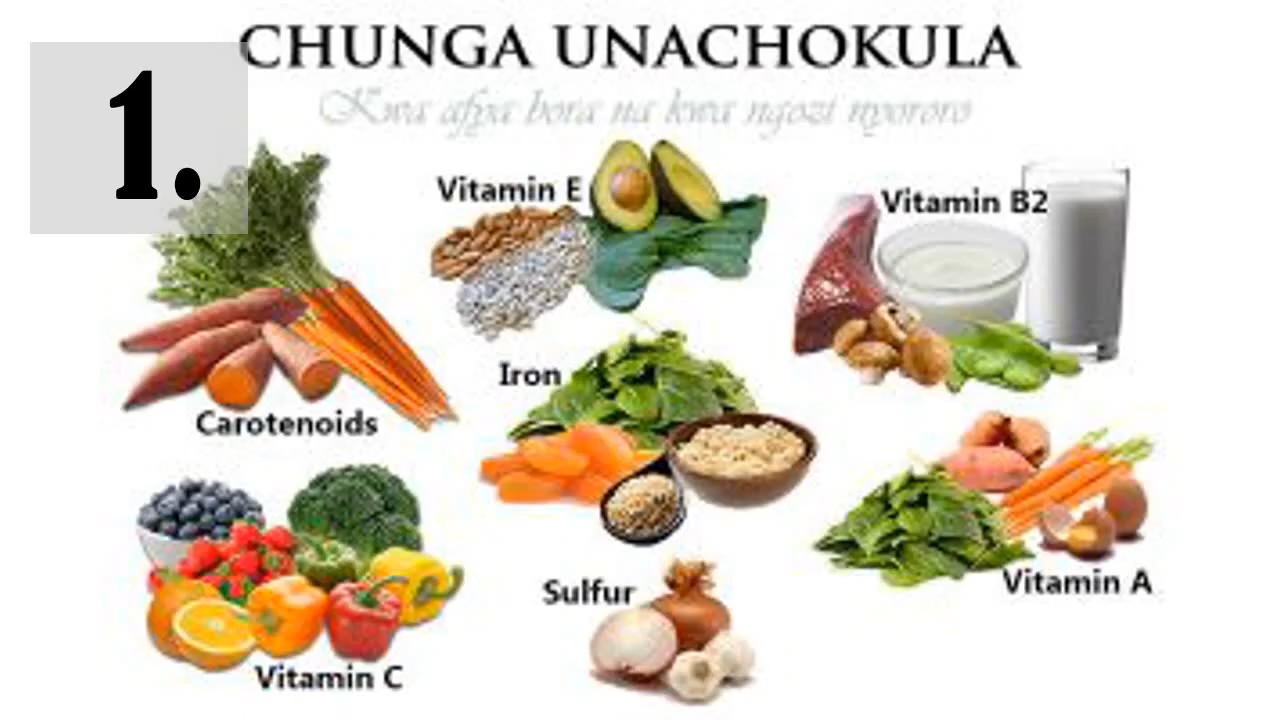 CHUNGA UNACHOKULA
Kwa afya bora na kwa ngozi nyororo
1.
Vitamin E
Vitamin B2
Iron
Carotenoids
Vitamin A
Sulfur
Vitamin C